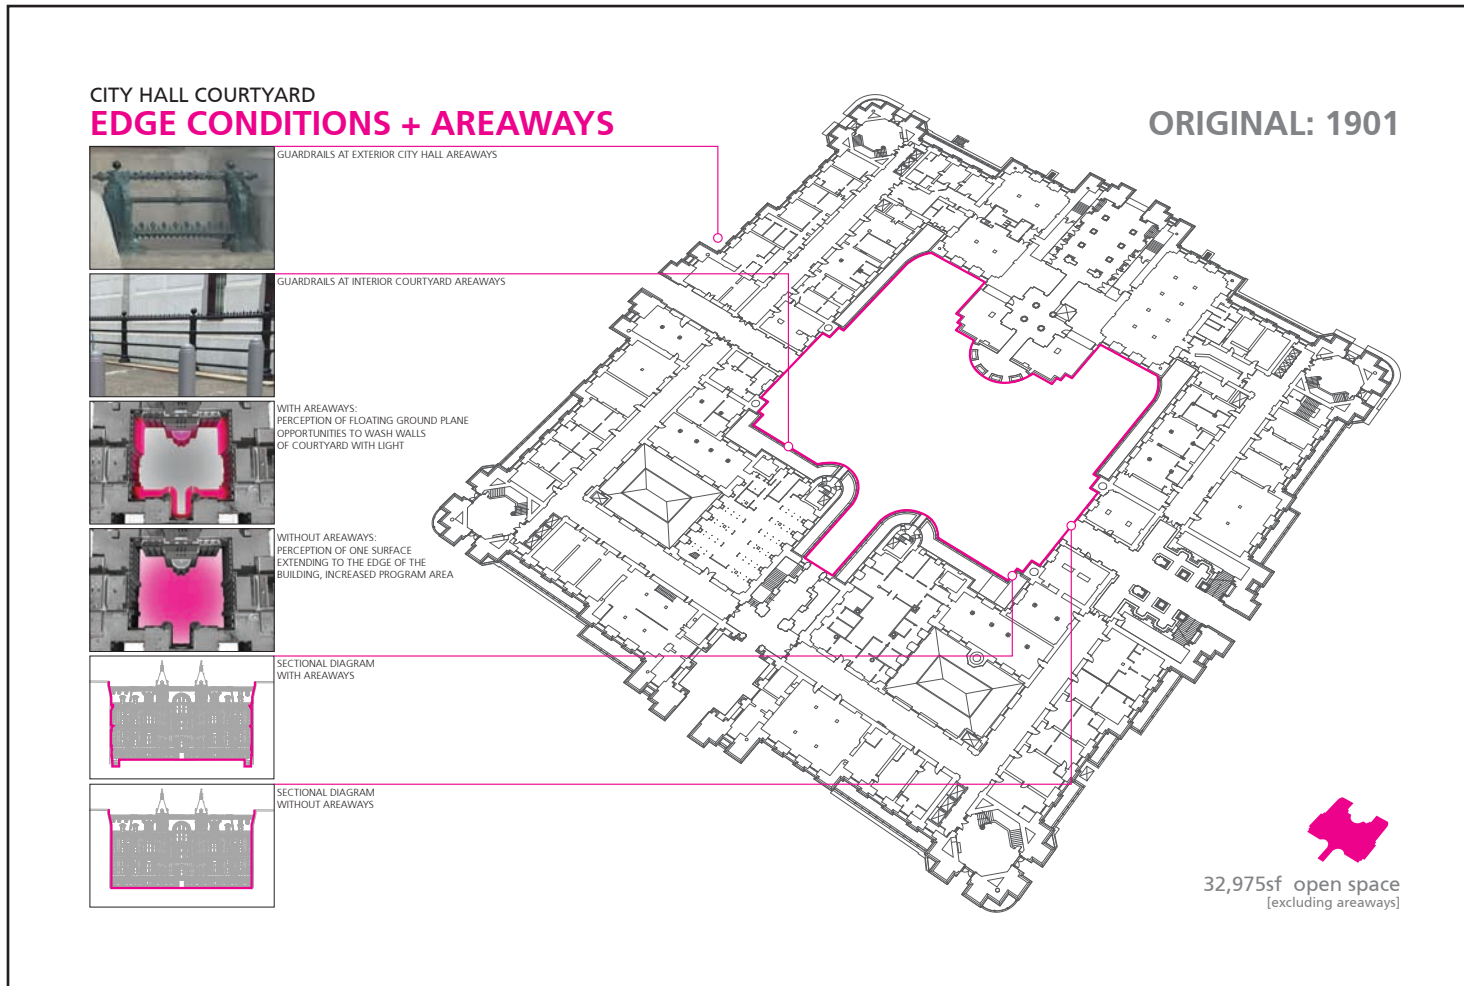 CITY HALL COURTYARD
EDGE CONDITIONS + AREAWAYS
ORIGINAL: 1901
GUARDRAILS AT EXTERIOR CITY HALL AREAWAYS
GUARDRAILS AT INTERIOR COURTYARD AREAWAYS
WITH AREAWAYS:
PERCEPTION OF FLOATING GROUND PLANE
OPPORTUNITIES TO WASH WALLS
OF COURTYARD WITH LIGHT
WITHOUT AREAWAYS:
PERCEPTION OF ONE SURFACE
EXTENDING TO THE EDGE OF THE
BUILDING, INCREASED PROGRAM AREA
SECTIONAL DIAGRAM
WITH AREAWAYS
SECTIONAL DIAGRAM
WITHOUT AREAWAYS
32,975sf open space
[excluding areaways]